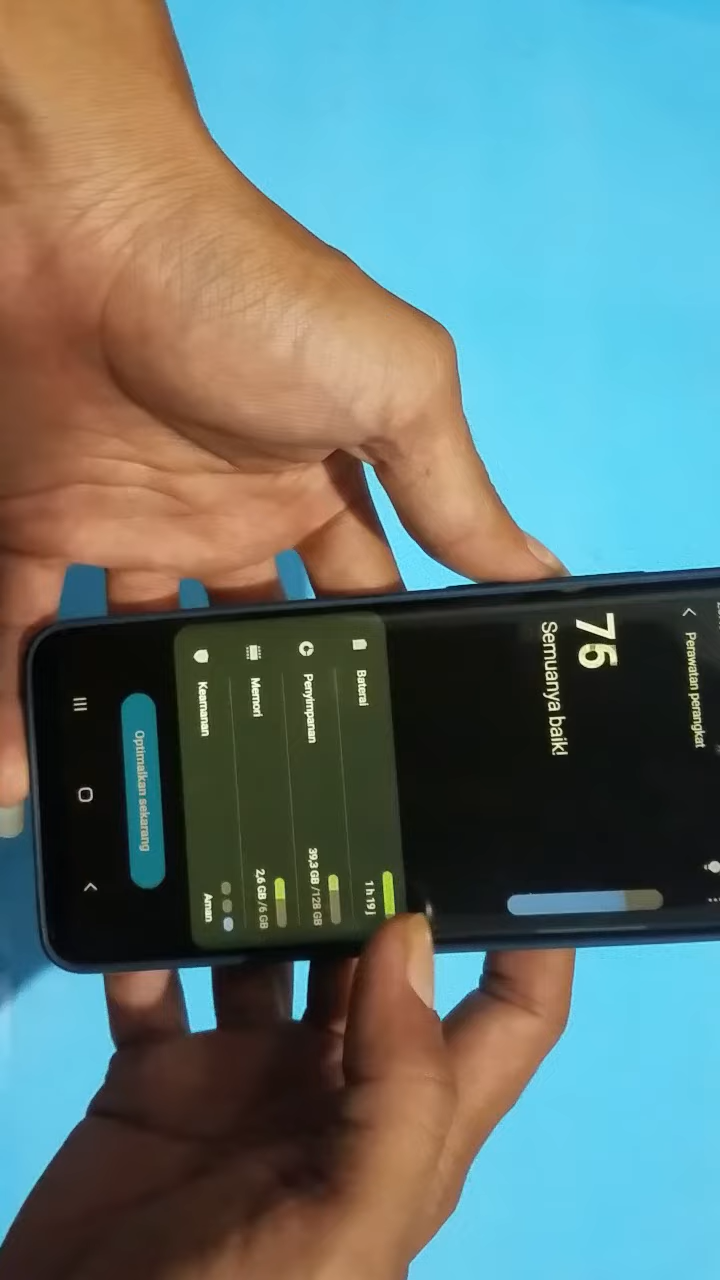 Perawatan perangkat
76
Semuanya baik!
Baterai
1 h 19 j
Penyimpanan
39,3 GB /128 GB
Memori
2,6 GB /6 GB
Keamanan
Aman
Optimalkan sekarang